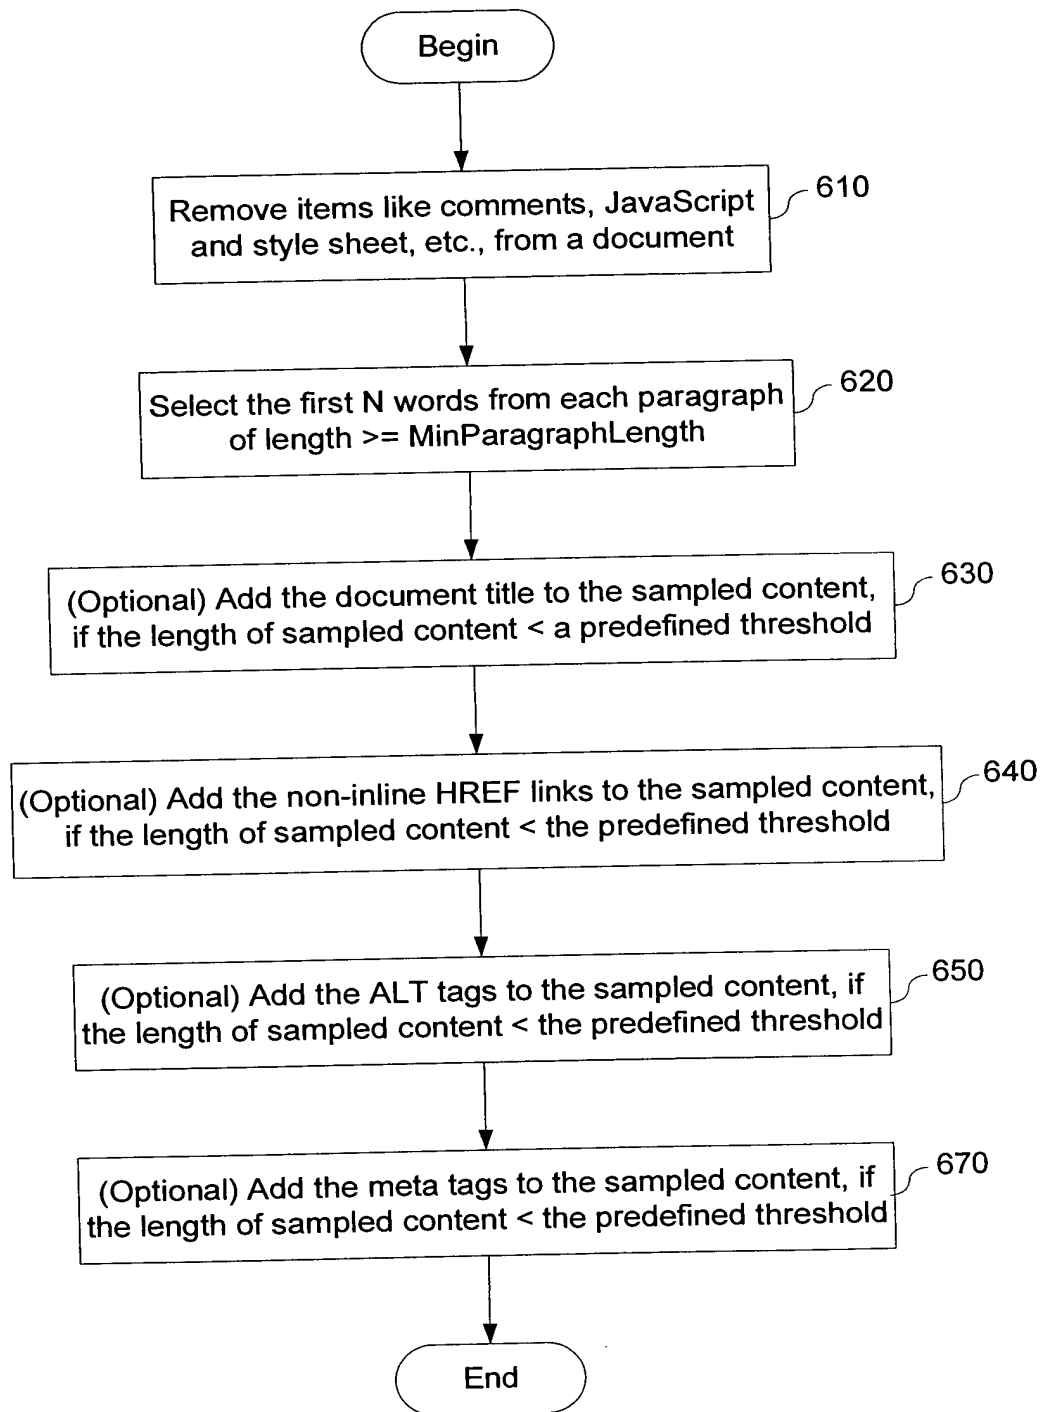 Begin
Remove items like comments, JavaScript
and style sheet, etc., from a document
610
Select the first N words from each paragraph
of length >= MinParagraphLength
620
(Optional) Add the document title to the sampled content,
if the length of sampled content < a predefined threshold
630
(Optional) Add the non-inline HREF links to the sampled content,
if the length of sampled content < the predefined threshold
640
(Optional) Add the ALT tags to the sampled content, if
the length of sampled content < the predefined threshold
650
(Optional) Add the meta tags to the sampled content, if
the length of sampled content < the predefined threshold
670
End